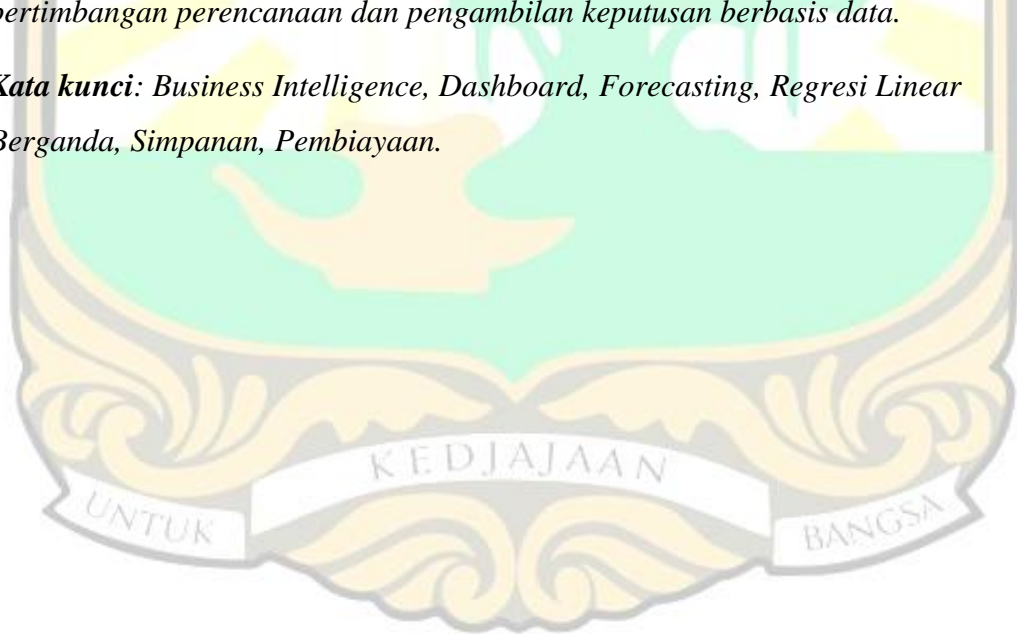 pertimbangan perencanaan dan pengambilan keputusan berbasis data.
Kata kunci: Business Intelligence, Dashboard, Forecasting, Regresi Linear
Berganda, Simpanan, Pembiayaan.
UNTUK KEDJAJAAN BANGSA